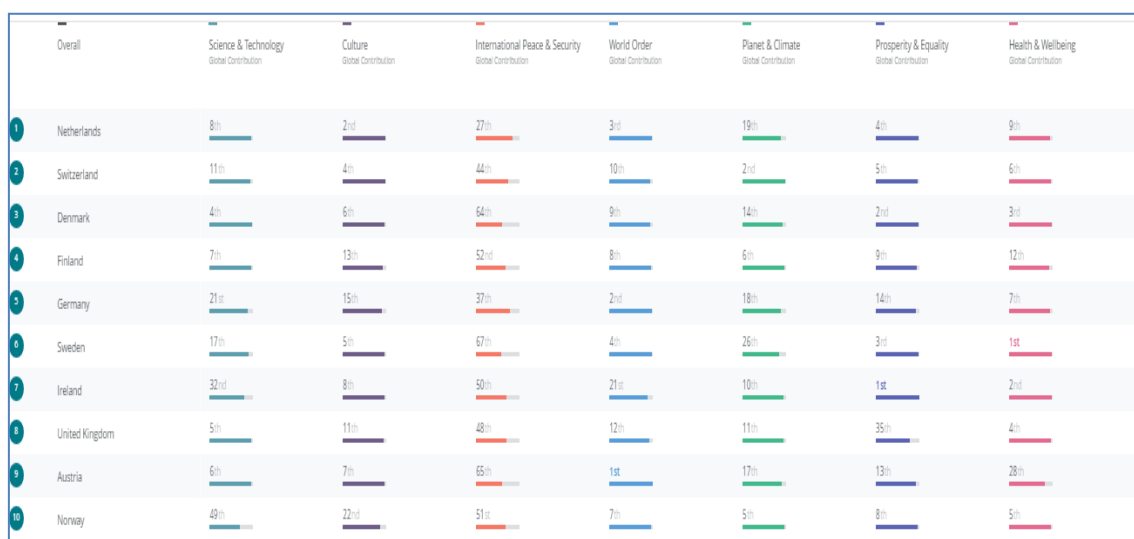 Overall Science & Technology Culture International Peace & Security World Order Planet & Climate Prosperity & Equality Health & Wellbeing
Global Contribution Global Contribution Global Contribution Global Contribution Global Contribution Global Contribution Global Contribution
1 Netherlands 8th 2nd 27th 3rd 19th 4th 9th
2 Switzerland 11th 4th 44th 10th 2nd 5th 6th
3 Denmark 4th 6th 64th 9th 14th 2nd 3rd
4 Finland 7th 13th 52nd 8th 6th 9th 12th
5 Germany 21st 15th 37th 2nd 18th 14th 7th
6 Sweden 17th 5th 67th 4th 26th 3rd 1st
7 Ireland 32nd 8th 50th 21st 10th 1st 2nd
8 United Kingdom 5th 11th 48th 12th 11th 35th 4th
9 Austria 6th 7th 65th 1st 17th 13th 28th
10 Norway 49th 22nd 51st 7th 5th 8th 5th